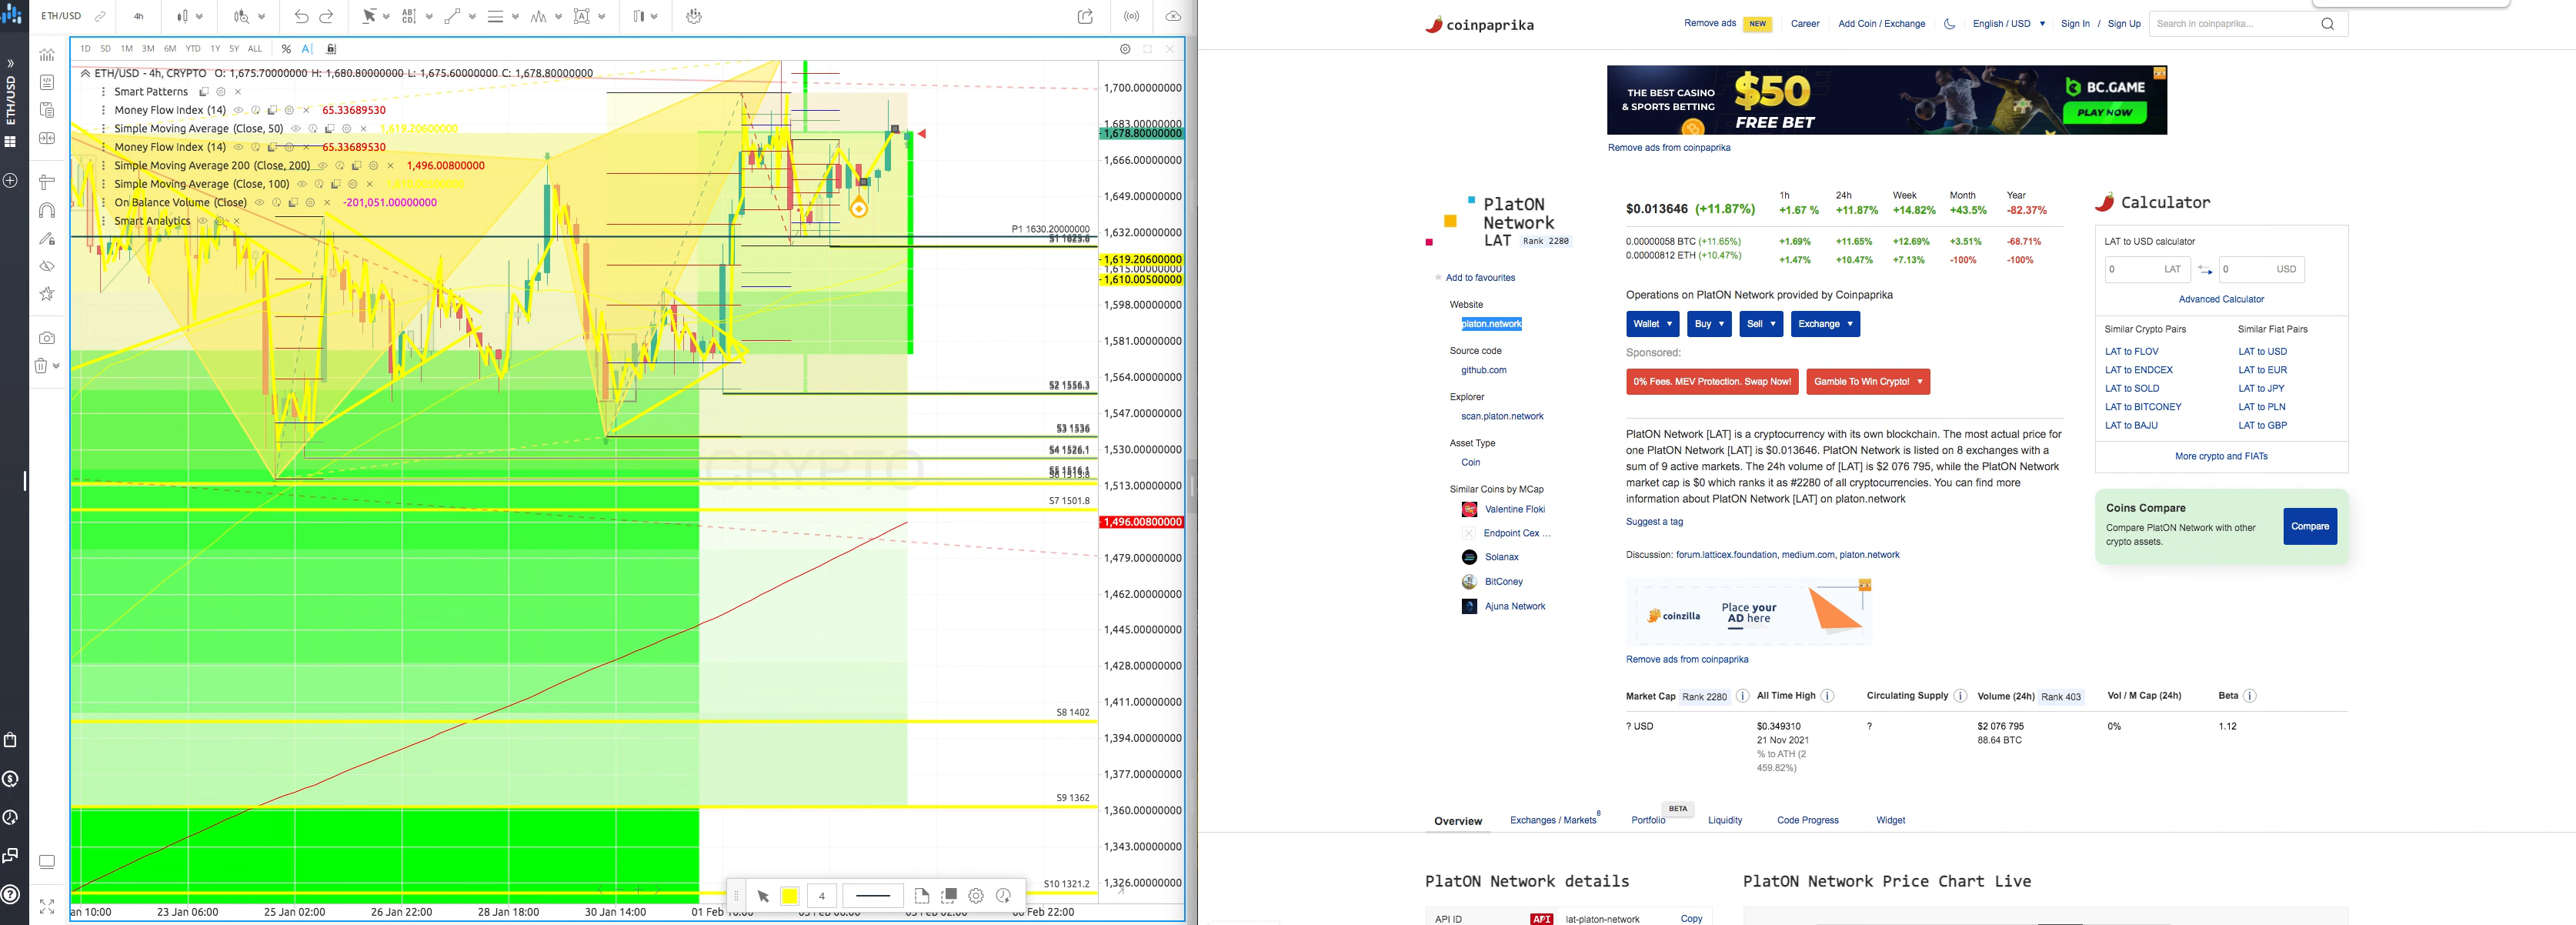 ETH/USD
4h
ETH/USD
1D 5D 1M 3M 6M YTD 1Y 5Y ALL %
ETH/USD - 4h, CRYPTO O: 1,675.70000000 H: 1,680.80000000 L: 1,675.60000000 C: 1,678.80000000
Smart Patterns
Money Flow Index (14) 65.33689530
Simple Moving Average (Close, 50) 1,619.20600000
Money Flow Index (14) 65.33689530
Simple Moving Average 200 (Close, 200) 1,496.00800000
Simple Moving Average (Close, 100)
On Balance Volume (Close) -201,051.00000000
Smart Analytics
CRYPTO
P1 1630.20000000
S2 1556.3
S3 1536
S4 1526.1
S7 1501.8
S8 1402
S9 1362
S10 1321.2
1,700.00000000
1,683.00000000
1,678.80000000
1,666.00000000
1,649.00000000
1,632.00000000
1,619.20600000
1,615.00000000
1,610.00500000
1,598.00000000
1,581.00000000
1,564.00000000
1,547.00000000
1,530.00000000
1,513.00000000
1,496.00800000
1,479.00000000
1,462.00000000
1,445.00000000
1,428.00000000
1,411.00000000
1,394.00000000
1,377.00000000
1,360.00000000
1,343.00000000
1,326.00000000
4
an 10:00 23 Jan 06:00 25 Jan 02:00 26 Jan 22:00 28 Jan 18:00 30 Jan 14:00 01 Feb Feb 22:00
coinpaprika
Remove ads NEW Career Add Coin / Exchange English / USD Sign In / Sign Up Search in coinpaprika...
THE BEST CASINO
& SPORTS BETTING
$50
FREE BET
BC.GAME
PLAY NOW
Remove ads from coinpaprika
PlatON
Network
LAT Rank 2280
Add to favourites
Website
platon.network
Source code
github.com
Explorer
scan.platon.network
Asset Type
Coin
Similar Coins by MCap
Valentine Floki
Endpoint Cex ...
Solanax
BitConey
Ajuna Network
$0.013646 (+11.87%)
0.00000058 BTC (+11.65%)
0.00000812 ETH (+10.47%)
1h 24h Week Month Year
+1.67 % +11.87% +14.82% +43.5% -82.37%
+1.69% +11.65% +12.69% +3.51% -68.71%
+1.47% +10.47% +7.13% -100% -100%
Operations on PlatON Network provided by Coinpaprika
Wallet Buy Sell Exchange
Sponsored:
0% Fees. MEV Protection. Swap Now! Gamble To Win Crypto!
PlatON Network [LAT] is a cryptocurrency with its own blockchain. The most actual price for
one PlatON Network [LAT] is $0.013646. PlatON Network is listed on 8 exchanges with a
sum of 9 active markets. The 24h volume of [LAT] is $2 076 795, while the PlatON Network
market cap is $0 which ranks it as #2280 of all cryptocurrencies. You can find more
information about PlatON Network [LAT] on platon.network
Suggest a tag
Discussion: forum.latticex.foundation, medium.com, platon.network
coinzilla
Place your
AD here
Remove ads from coinpaprika
Calculator
LAT to USD calculator
0 LAT 0 USD
Advanced Calculator
Similar Crypto Pairs Similar Fiat Pairs
LAT to FLOV LAT to USD
LAT to ENDCEX LAT to EUR
LAT to SOLD LAT to JPY
LAT to BITCONEY LAT to PLN
LAT to BAJU LAT to GBP
More crypto and FIATs
Coins Compare
Compare PlatON Network with other
crypto assets.
Compare
Market Cap Rank 2280 All Time High Circulating Supply Volume (24h) Rank 403 Vol / M Cap (24h) Beta
? USD $0.349310 ? $2 076 795 0% 1.12
21 Nov 2021 88.64 BTC
% to ATH (2
459.82%)
Overview Exchanges / Markets 8 Portfolio BETA Liquidity Code Progress Widget
PlatON Network details PlatON Network Price Chart Live
API ID API lat-platon-network Copy